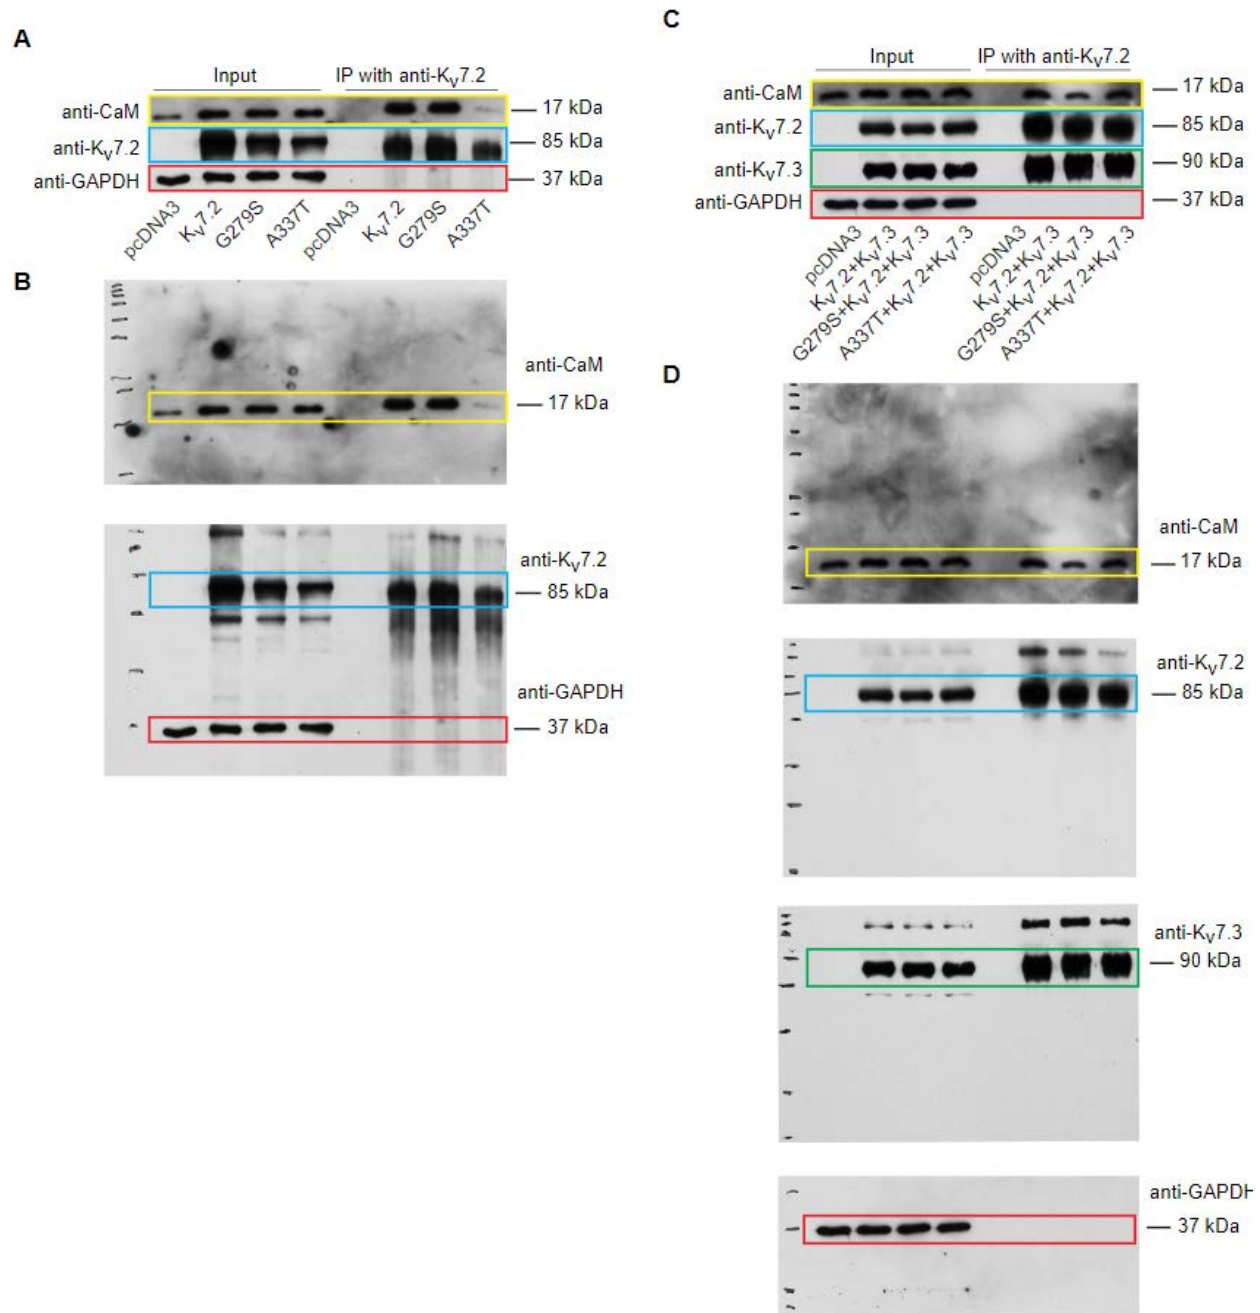 A
Input
IP with anti-KV7.2
anti-CaM
17 kDa
anti-KV7.2
85 kDa
anti-GAPDH
37 kDa
pcDNA3
KV7.2
G279S
A337T
pcDNA3
KV7.2
G279S
A337T
B
anti-CaM
17 kDa
anti-KV7.2
85 kDa
anti-GAPDH
37 kDa
C
Input
IP with anti-KV7.2
anti-CaM
17 kDa
anti-KV7.2
85 kDa
anti-KV7.3
90 kDa
anti-GAPDH
37 kDa
pcDNA3
KV7.2+KV7.3
G279S+KV7.2+KV7.3
A337T+KV7.2+KV7.3
pcDNA3
KV7.2+KV7.3
G279S+KV7.2+KV7.3
A337T+KV7.2+KV7.3
D
anti-CaM
17 kDa
anti-KV7.2
85 kDa
anti-KV7.3
90 kDa
anti-GAPDH
37 kDa